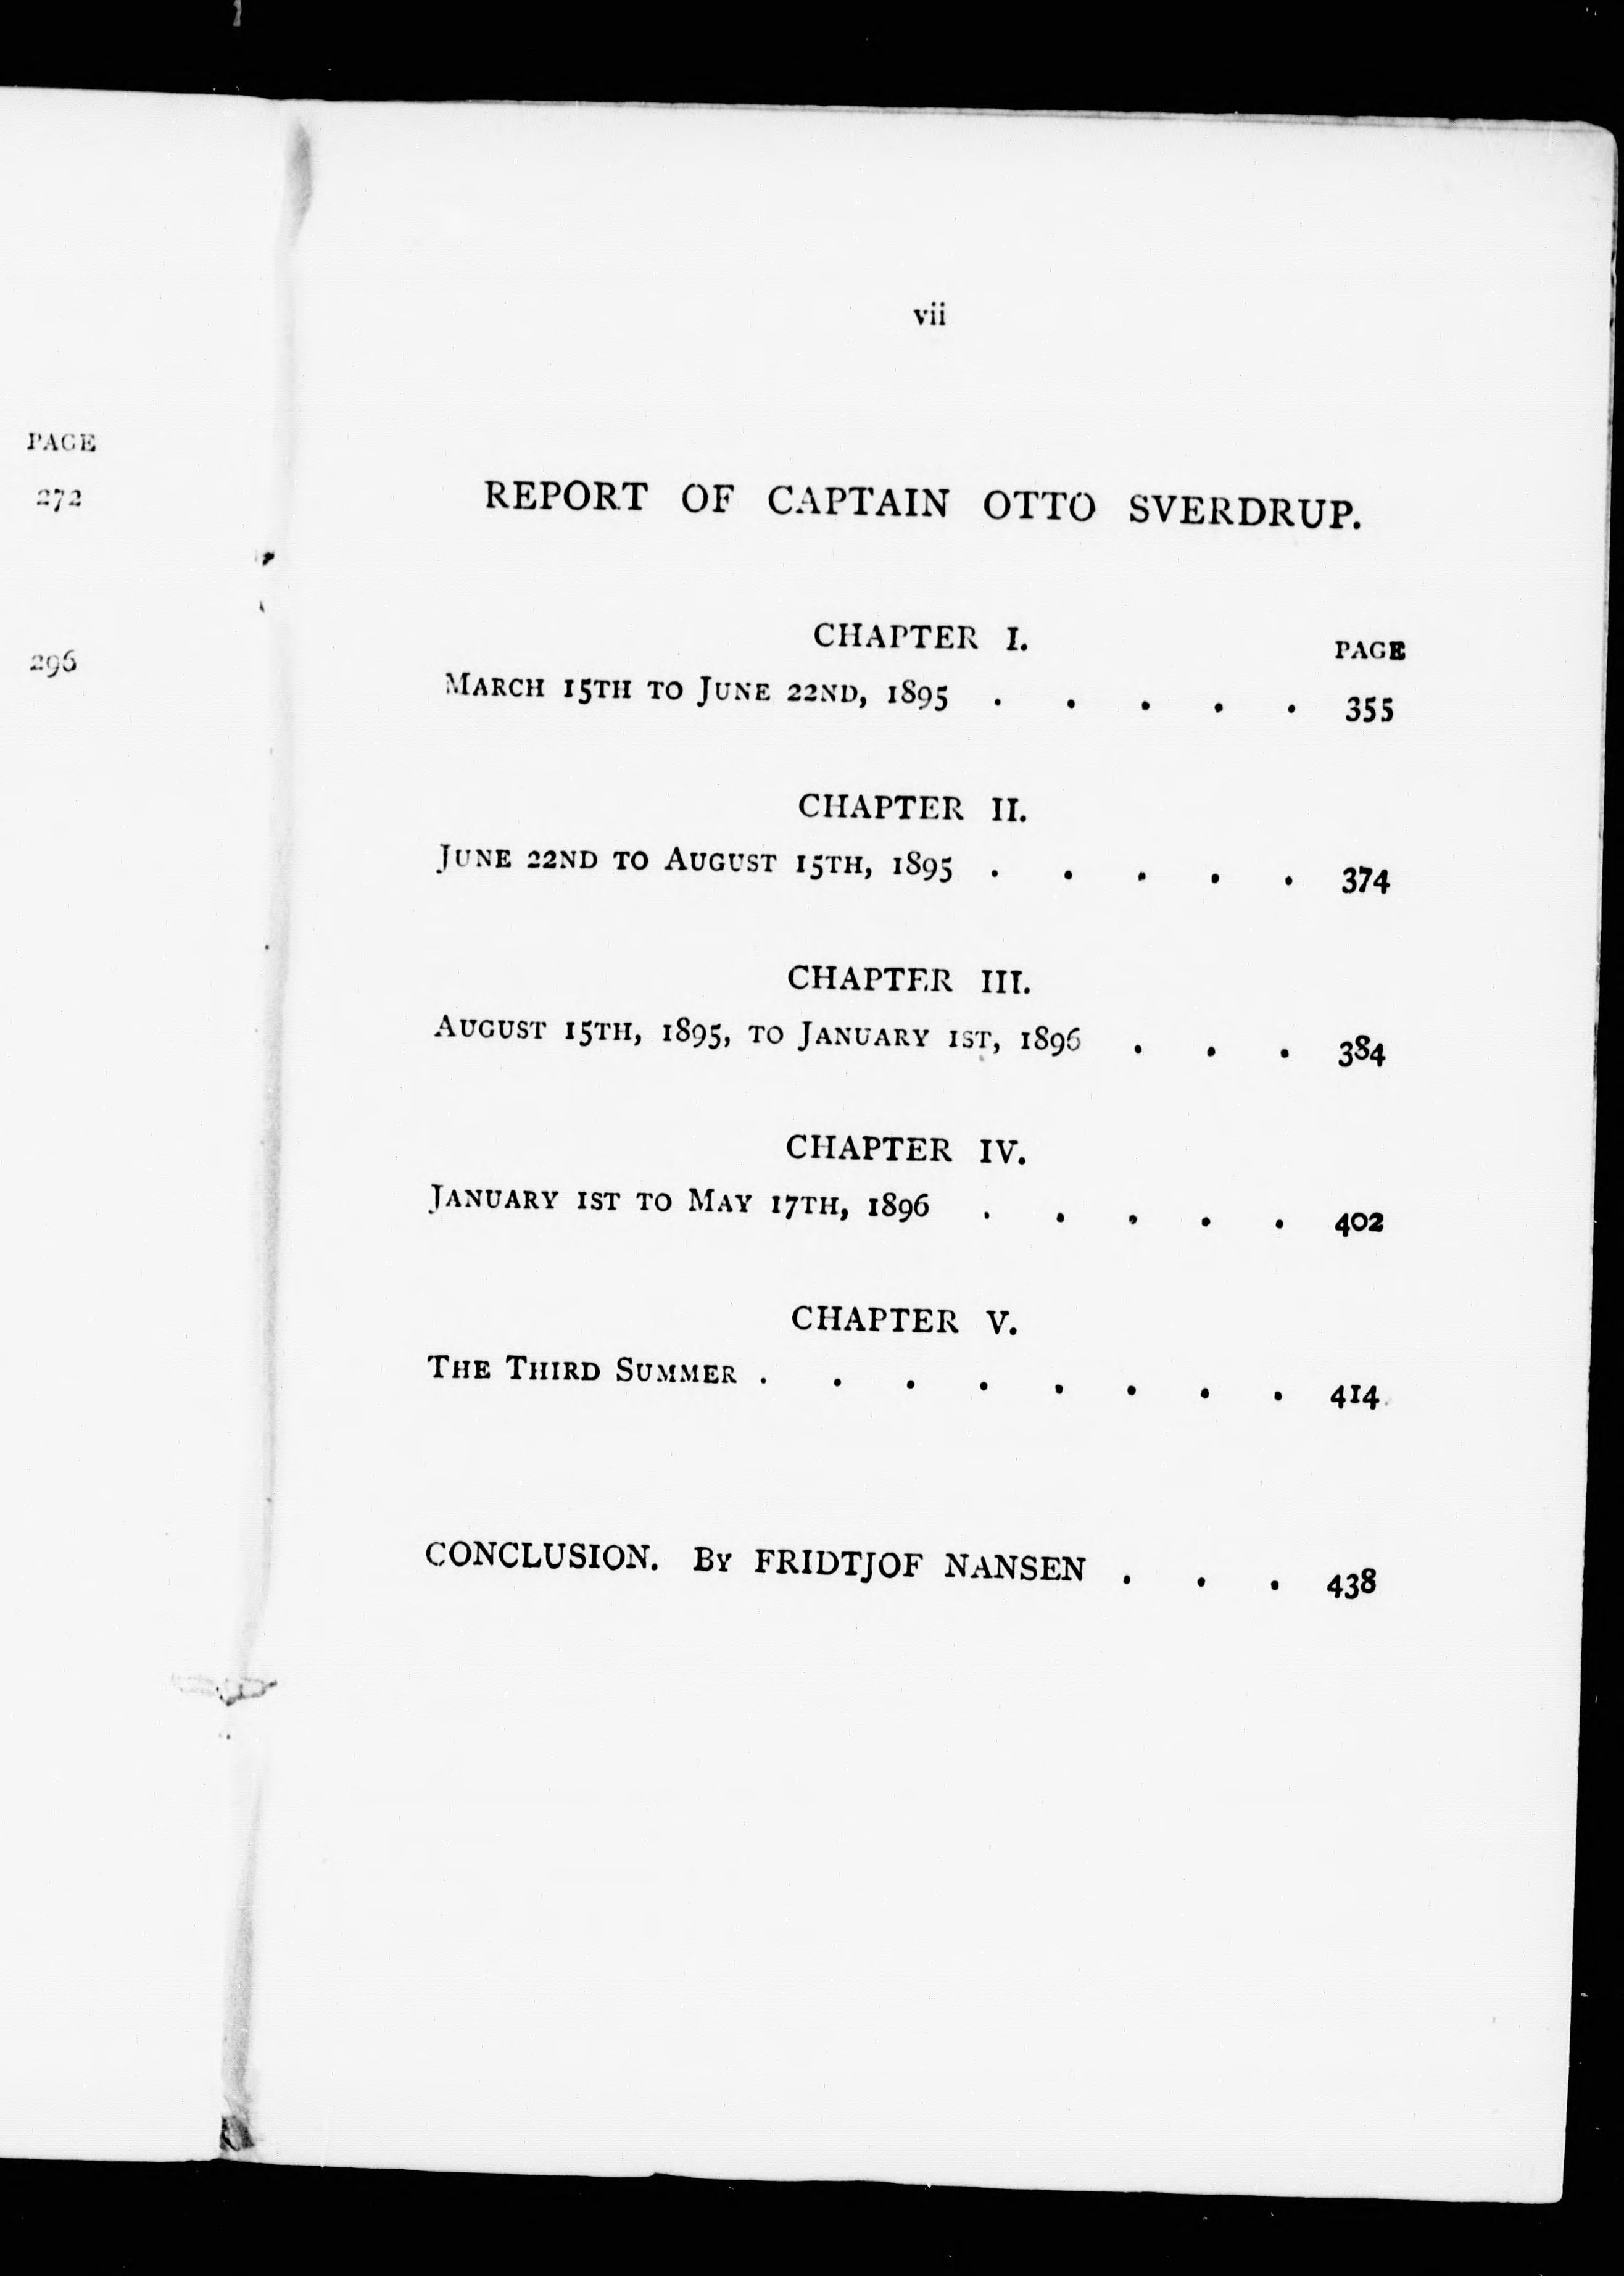 PAGE
272
296
vii
REPORT OF CAPTAIN OTTO SVERDRUP.
CHAPTER I.
PAGE
MARCH 15TH TO JUNE 22ND, 1895 . . . . . 355
CHAPTER II.
JUNE 22ND TO AUGUST 15TH, 1895 . . . . . 374
CHAPTER III.
AUGUST 15TH, 1895, TO JANUARY 1ST, 1896 . . . 384
CHAPTER IV.
JANUARY 1ST TO MAY 17TH, 1896 . . . . . 402
CHAPTER V.
THE THIRD SUMMER . . . . . . . . 414
CONCLUSION. BY FRIDTJOF NANSEN . . . 438